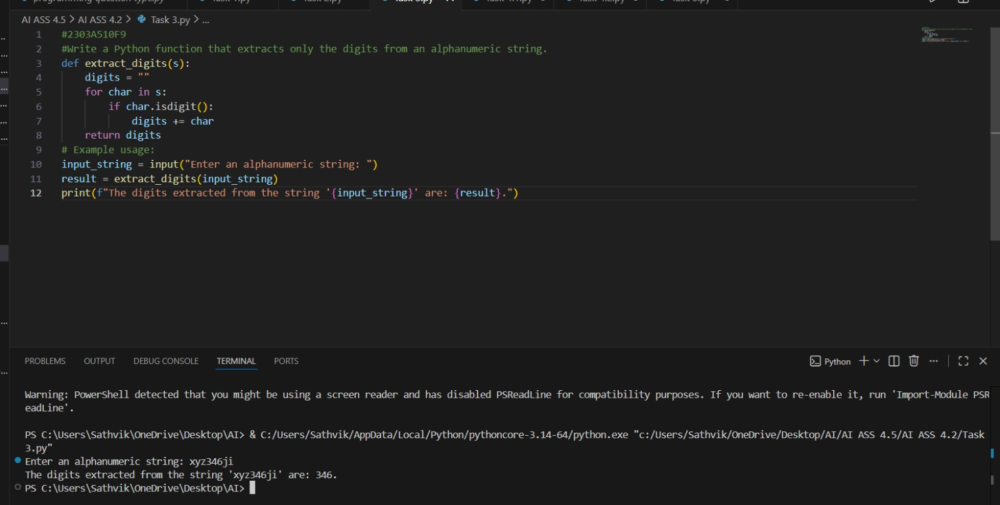 AI ASS 4.5 > AI ASS 4.2 > Task 3.py > ...
1 #2303A510F9
2 #Write a Python function that extracts only the digits from an alphanumeric string.
3 def extract_digits(s):
4 digits = ""
5 for char in s:
6 if char.isdigit():
7 digits += char
8 return digits
9 # Example usage:
10 input_string = input("Enter an alphanumeric string: ")
11 result = extract_digits(input_string)
12 print(f"The digits extracted from the string '{input_string}' are: {result}.")
PROBLEMS OUTPUT DEBUG CONSOLE TERMINAL PORTS Python
Warning: PowerShell detected that you might be using a screen reader and has disabled PSReadLine for compatibility purposes. If you want to re-enable it, run 'Import-Module PSR
eadLine'.
PS C:\Users\Sathvik\OneDrive\Desktop\AI> & C:/Users/Sathvik/AppData/Local/Python/pythoncore-3.14-64/python.exe "c:/Users/Sathvik/OneDrive/Desktop/AI/AI ASS 4.5/AI ASS 4.2/Task
3.py"
Enter an alphanumeric string: xyz346ji
The digits extracted from the string 'xyz346ji' are: 346.
PS C:\Users\Sathvik\OneDrive\Desktop\AI>